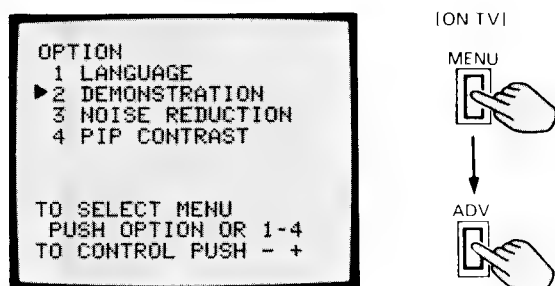 OPTION
1 LANGUAGE
▶2 DEMONSTRATION
3 NOISE REDUCTION
4 PIP CONTRAST
TO SELECT MENU
PUSH OPTION OR 1-4
TO CONTROL PUSH - +
[ON TV]
MENU
ADV